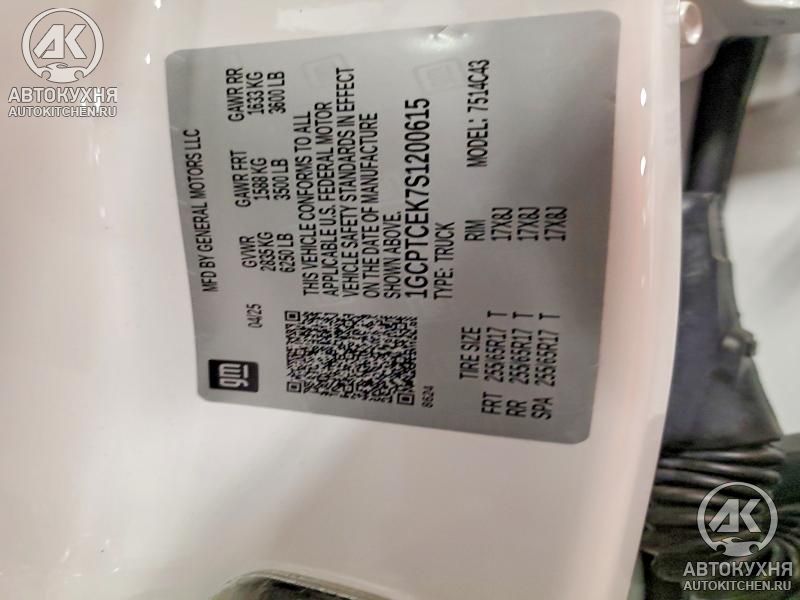 АВТОКУХНЯ
AUTOKITCHEN.RU
MFD BY GENERAL MOTORS LLC
gm
04/25
GVWR GAWR FRT GAWR RR
2835 KG 1588 KG 1633 KG
6250 LB 3500 LB 3600 LB
THIS VEHICLE CONFORMS TO ALL
APPLICABLE U.S. FEDERAL MOTOR
VEHICLE SAFETY STANDARDS IN EFFECT
ON THE DATE OF MANUFACTURE
SHOWN ABOVE.
1GCPTCEK7S1200615
8624
TYPE: TRUCK MODEL: 7514C43
TIRE SIZE RIM
FRT 255/65R17 T 17X8J
RR 255/65R17 T 17X8J
SPA 255/65R17 T 17X8J
АВТОКУХНЯ
AUTOKITCHEN.RU